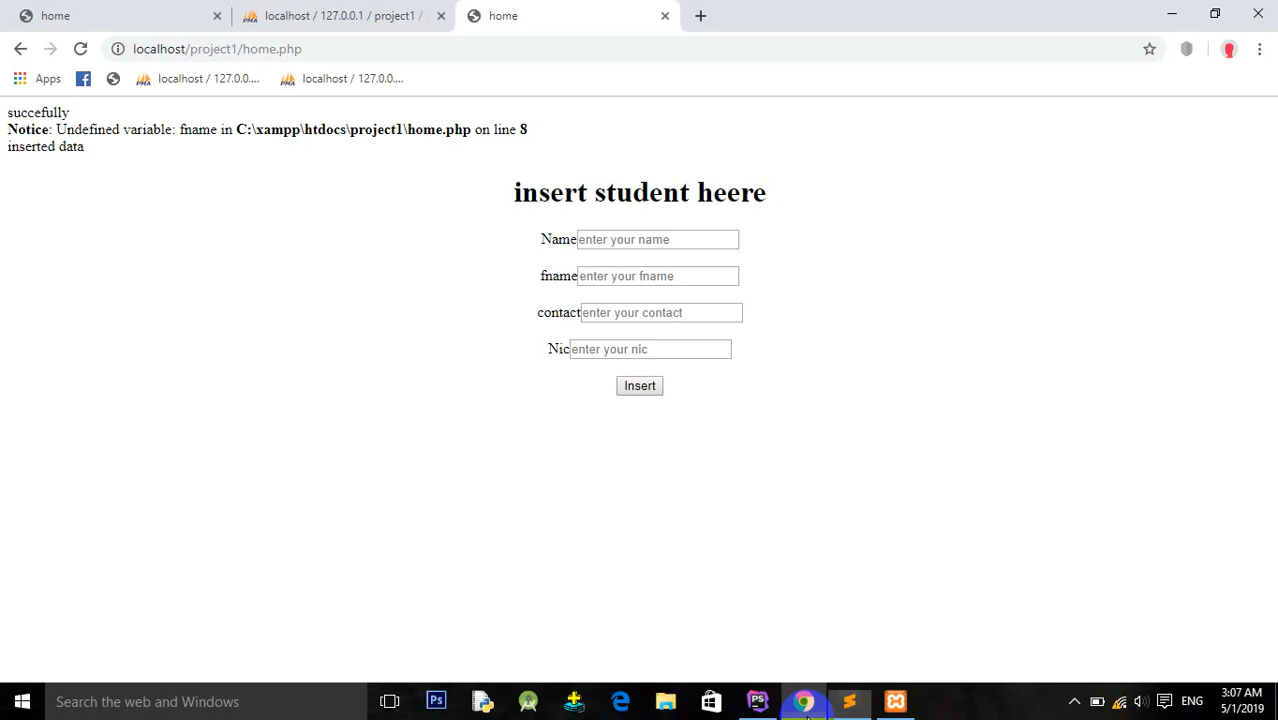 home
localhost / 127.0.0.1 / project1 /
home
localhost/project1/home.php
Apps
localhost / 127.0.0....
localhost / 127.0.0....
succefully
Notice: Undefined variable: fname in C:\xampp\htdocs\project1\home.php on line 8
inserted data
insert student heere
Name enter your name
fname enter your fname
contact enter your contact
Nic enter your nic
Insert
Search the web and Windows
ENG
3:07 AM
5/1/2019